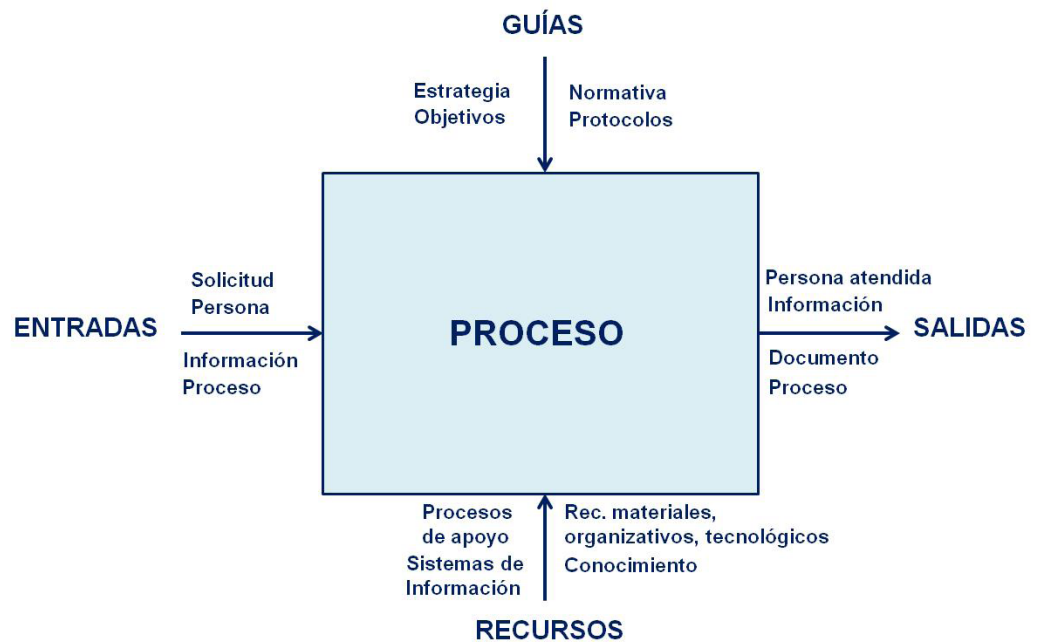 GUÍAS
Estrategia
Objetivos
Normativa
Protocolos
Solicitud
Persona
ENTRADAS
Información
Proceso
PROCESO
Persona atendida
Información
SALIDAS
Documento
Proceso
Procesos
de apoyo
Sistemas de
Información
Rec. materiales,
organizativos, tecnológicos
Conocimiento
RECURSOS